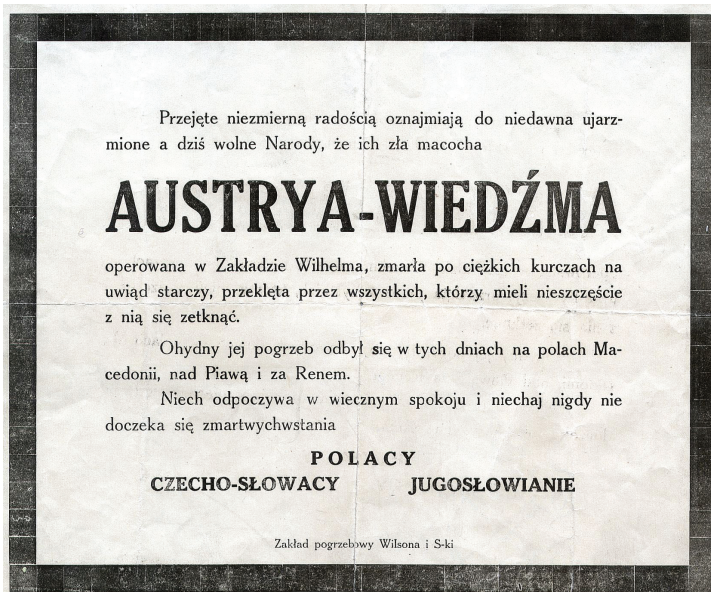 Przejęte niezmierną radością oznajmiają do niedawna ujarz-
mione a dziś wolne Narody, że ich zła macocha
AUSTRYA-WIEDŹMA
operowana w Zakładzie Wilhelma, zmarła po ciężkich kurczach na
uwiąd starczy, przeklęta przez wszystkich, którzy mieli nieszczęście
z nią się zetknąć.
Ohydny jej pogrzeb odbył się w tych dniach na polach Ma-
cedonii, nad Piawą i za Renem.
Niech odpoczywa w wiecznym spokoju i niechaj nigdy nie
doczeka się zmartwychwstania
POLACY
CZECHO-SŁOWACY JUGOSŁOWIANIE
Zakład pogrzebowy Wilsona i S-ki